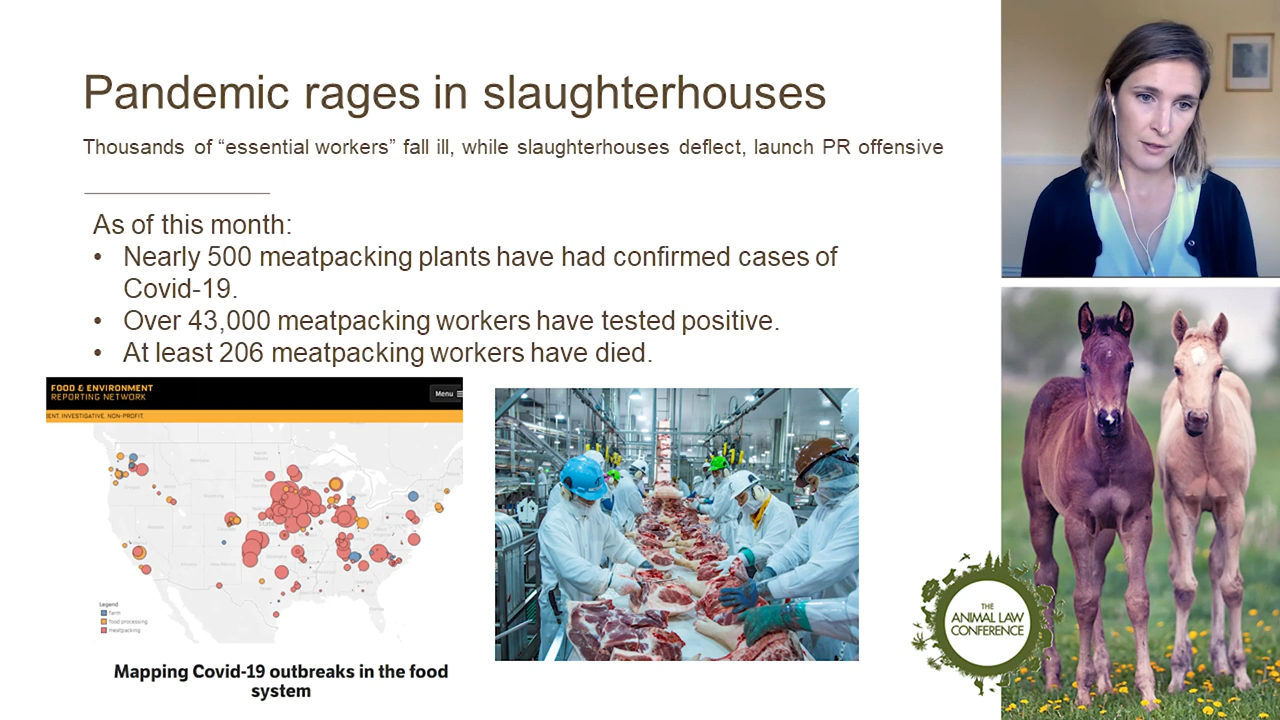 Pandemic rages in slaughterhouses
Thousands of “essential workers” fall ill, while slaughterhouses deflect, launch PR offensive
As of this month:
• Nearly 500 meatpacking plants have had confirmed cases of
Covid-19.
• Over 43,000 meatpacking workers have tested positive.
• At least 206 meatpacking workers have died.
FOOD & ENVIRONMENT
REPORTING NETWORK
Menu
ENT. INVESTIGATIVE. NON-PROFIT.
Legend
farm
food processing
meatpacking
Mapping Covid-19 outbreaks in the food
system
THE
ANIMAL LAW
CONFERENCE